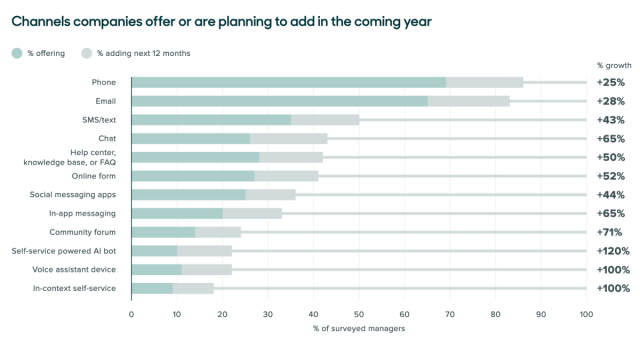 Channels companies offer or are planning to add in the coming year
% offering
% adding next 12 months
% growth
Phone +25%
Email +28%
SMS/text +43%
Chat +65%
Help center,
knowledge base, or FAQ +50%
Online form +52%
Social messaging apps +44%
In-app messaging +65%
Community forum +71%
Self-service powered AI bot +120%
Voice assistant device +100%
In-context self-service +100%
0 10 20 30 40 50 60 70 80 90 100
% of surveyed managers